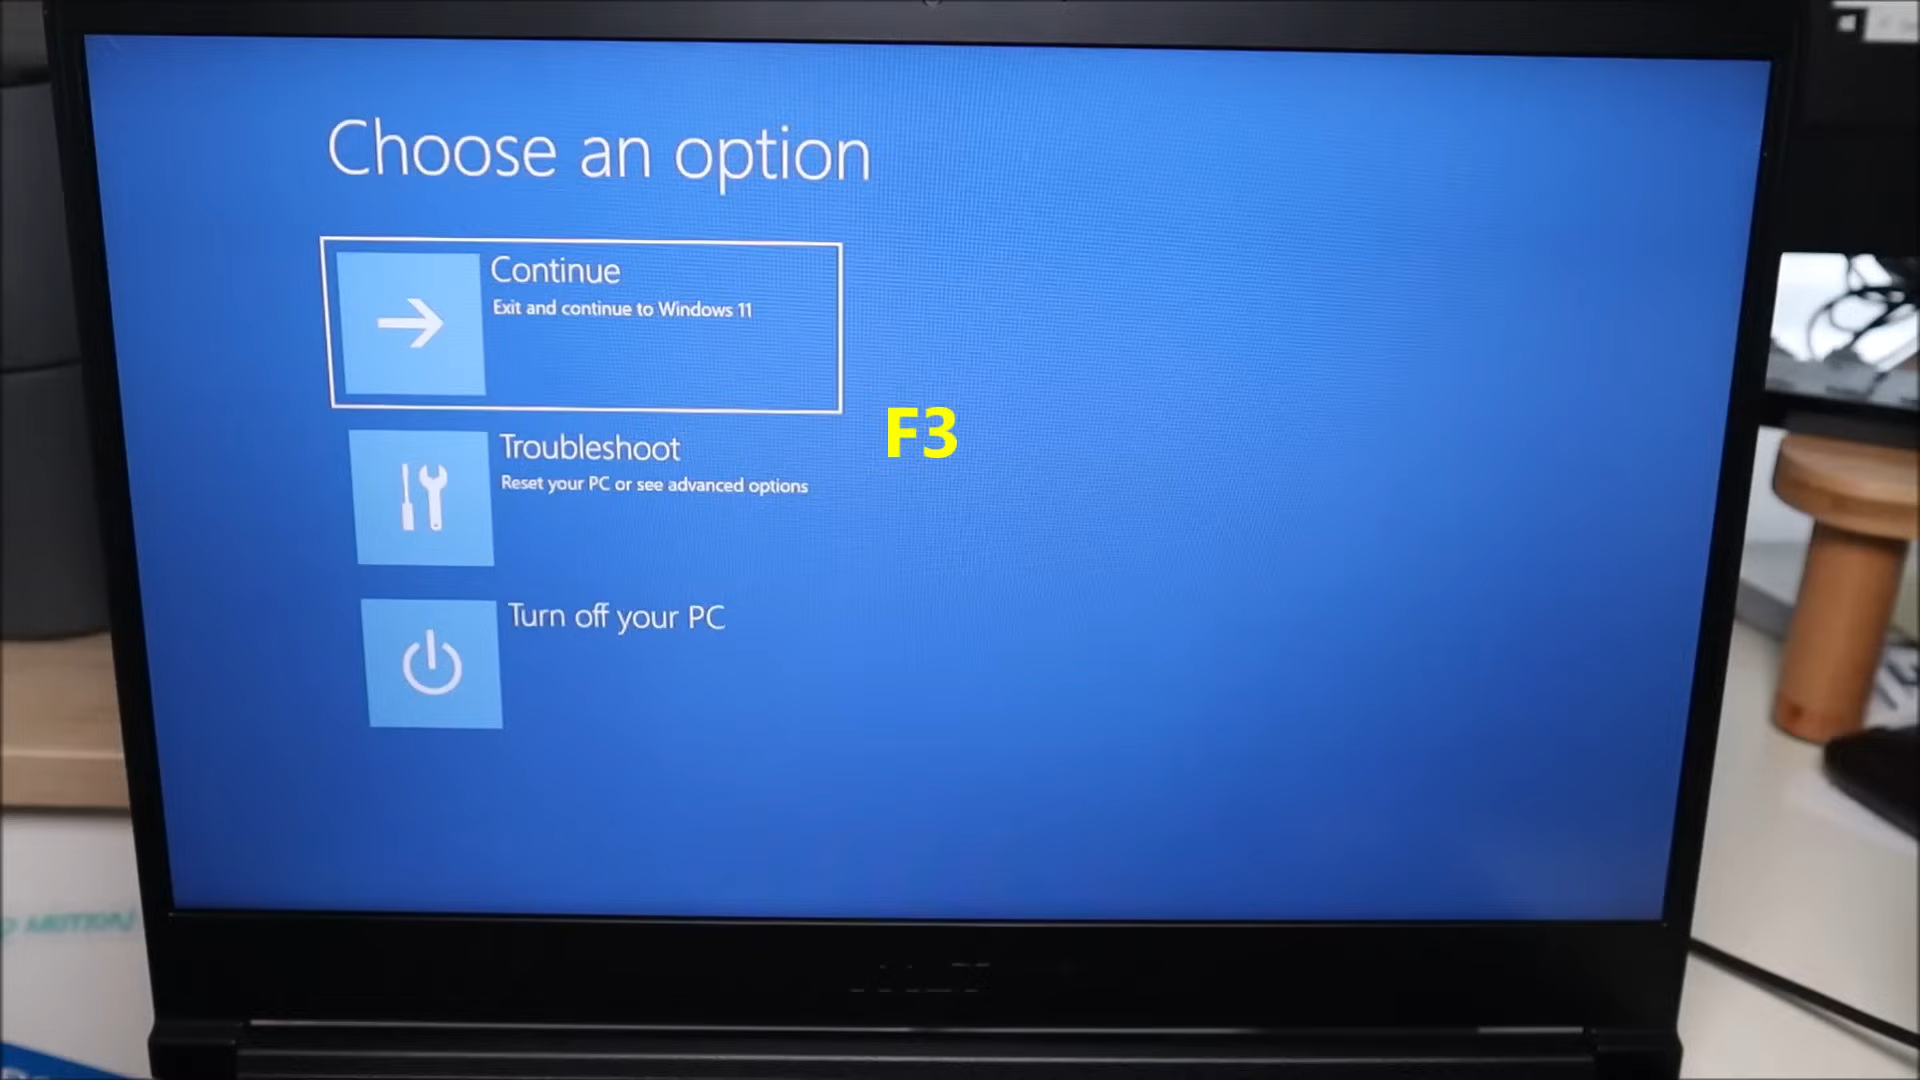 Choose an option
Continue
Exit and continue to Windows 11
F3
Troubleshoot
Reset your PC or see advanced options
Turn off your PC
MOTION